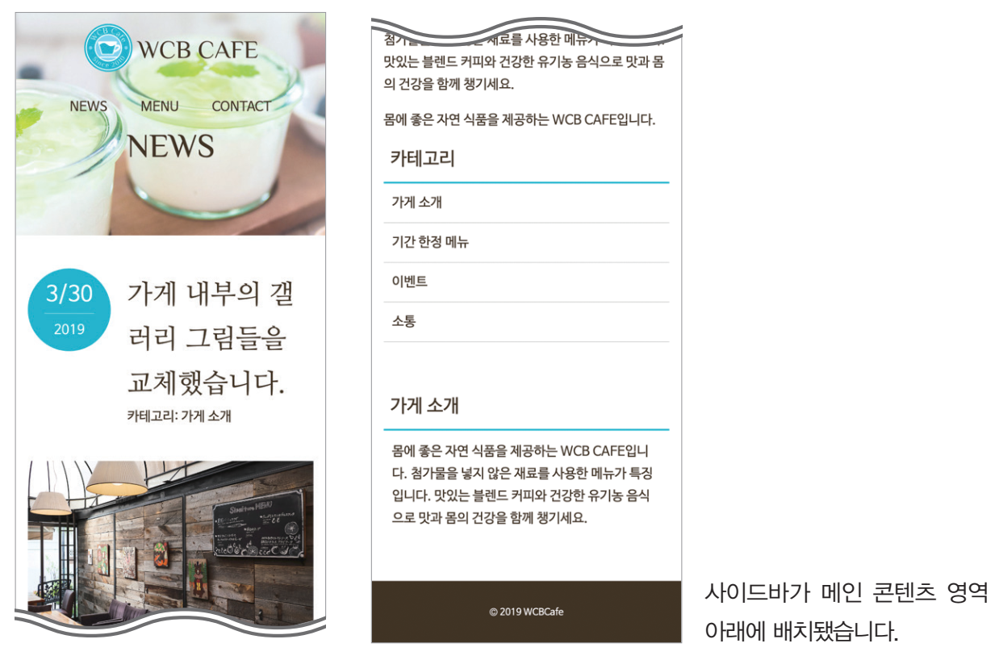 WCB Cafe
Since 2010
WCB CAFE
NEWS MENU CONTACT
NEWS
3/30
2019
가게 내부의 갤
러리 그림들을
교체했습니다.
카테고리: 가게 소개
재료를 사용한 메뉴가
맛있는 블렌드 커피와 건강한 유기농 음식으로 맛과 몸
의 건강을 함께 챙기세요.
몸에 좋은 자연 식품을 제공하는 WCB CAFE입니다.
카테고리
가게 소개
기간 한정 메뉴
이벤트
소통
가게 소개
몸에 좋은 자연 식품을 제공하는 WCB CAFE입니
다. 첨가물을 넣지 않은 재료를 사용한 메뉴가 특징
입니다. 맛있는 블렌드 커피와 건강한 유기농 음식
으로 맛과 몸의 건강을 함께 챙기세요.
© 2019 WCBCafe
사이드바가 메인 콘텐츠 영역
아래에 배치됐습니다.